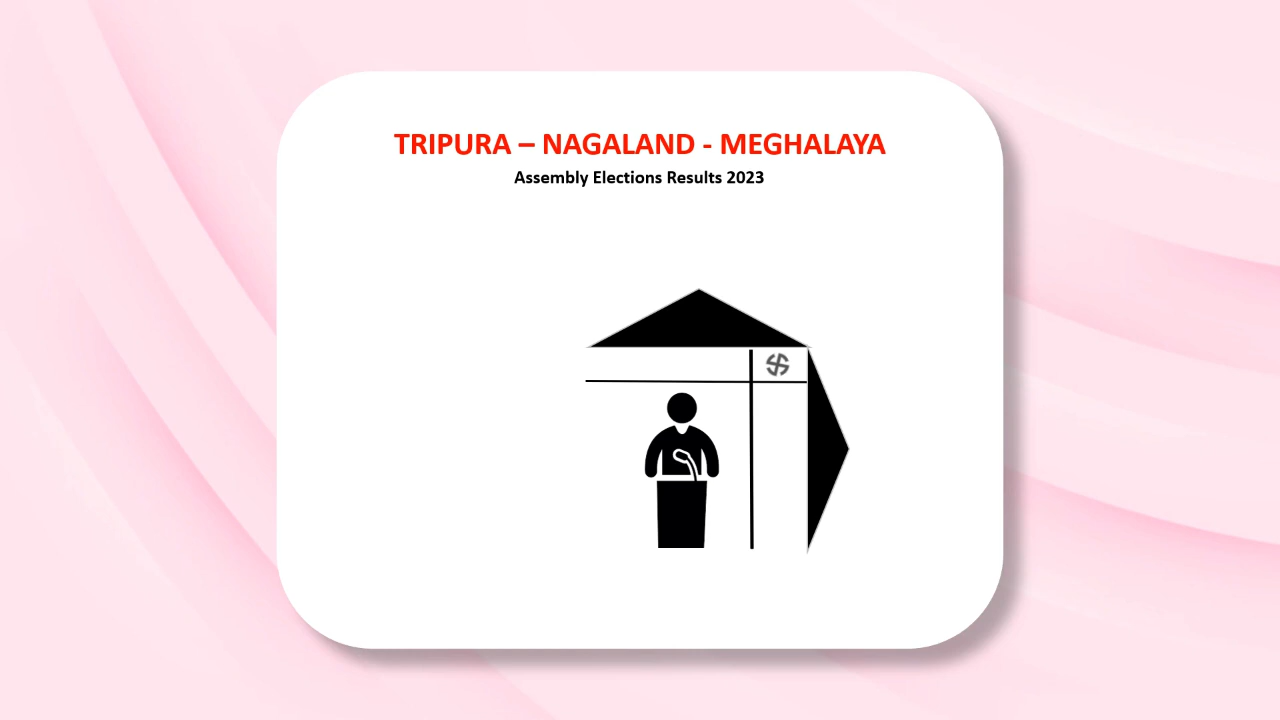 TRIPURA – NAGALAND - MEGHALAYA
Assembly Elections Results 2023